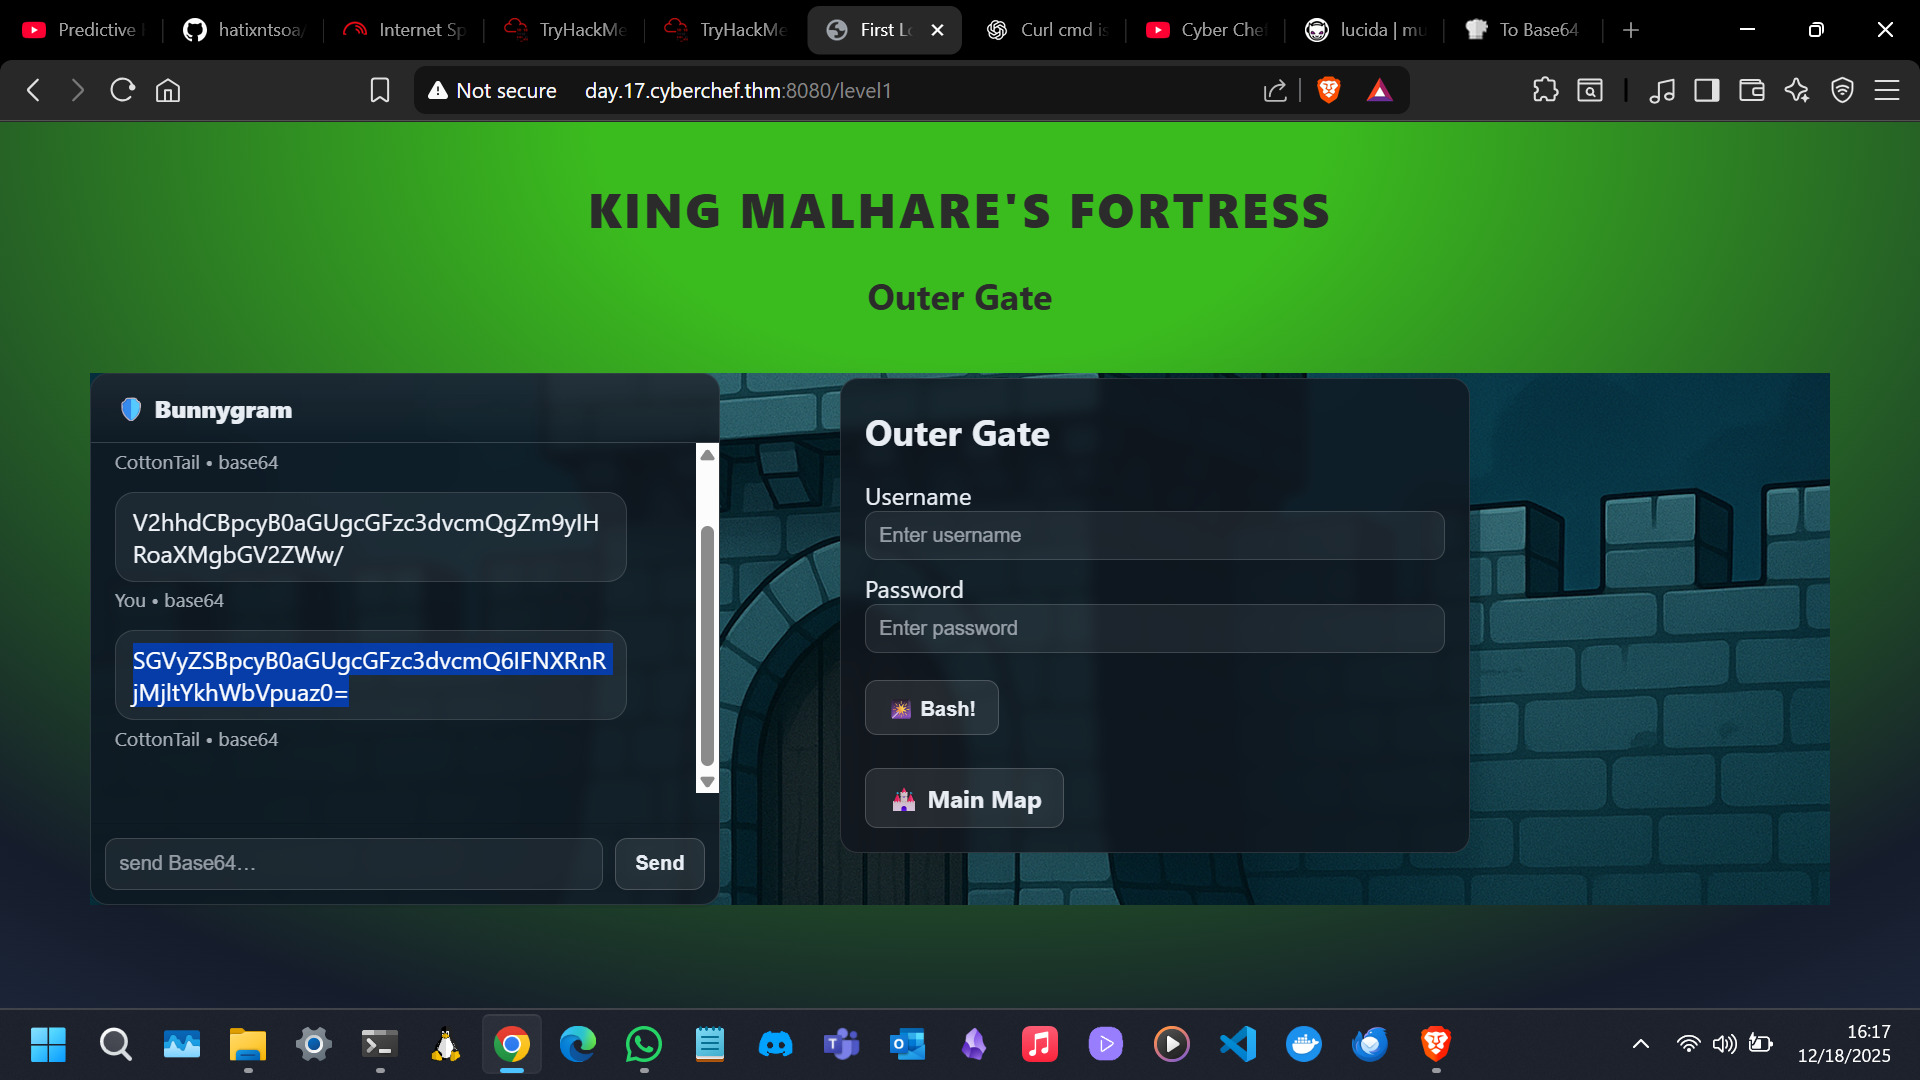 Predictive
hatixntsoa/
Internet Sp
TryHackMe
TryHackMe
First Lo
Curl cmd is
Cyber Chef
lucida | mu
To Base64
Not secure
day.17.cyberchef.thm:8080/level1
KING MALHARE'S FORTRESS
Outer Gate
Bunnygram
CottonTail • base64
V2hhdCBpcyB0aGUgcGFzc3dvcmQgZm9yIH
RoaXMgbGV2ZWw/
You • base64
SGVyZSBpcyB0aGUgcGFzc3dvcmQ6IFNXRnR
jMjltYkhWbVpuaz0=
CottonTail • base64
send Base64...
Send
Outer Gate
Username
Enter username
Password
Enter password
Bash!
Main Map
16:17
12/18/2025